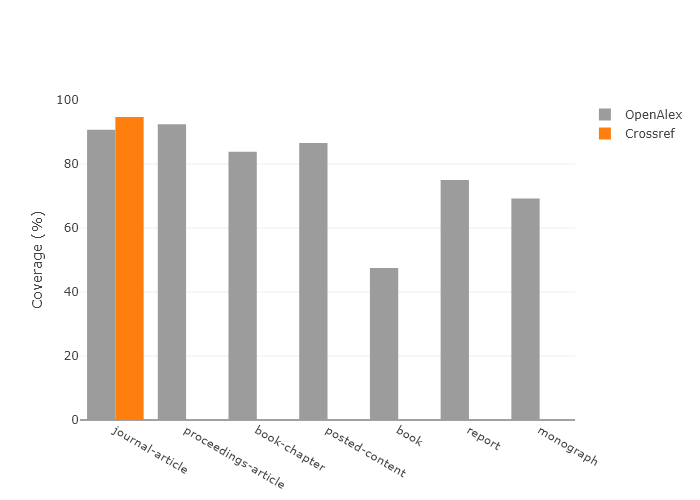 100
80
60
40
20
0
Coverage (%)
journal-article
proceedings-article
book-chapter
posted-content
book
report
monograph
OpenAlex
Crossref